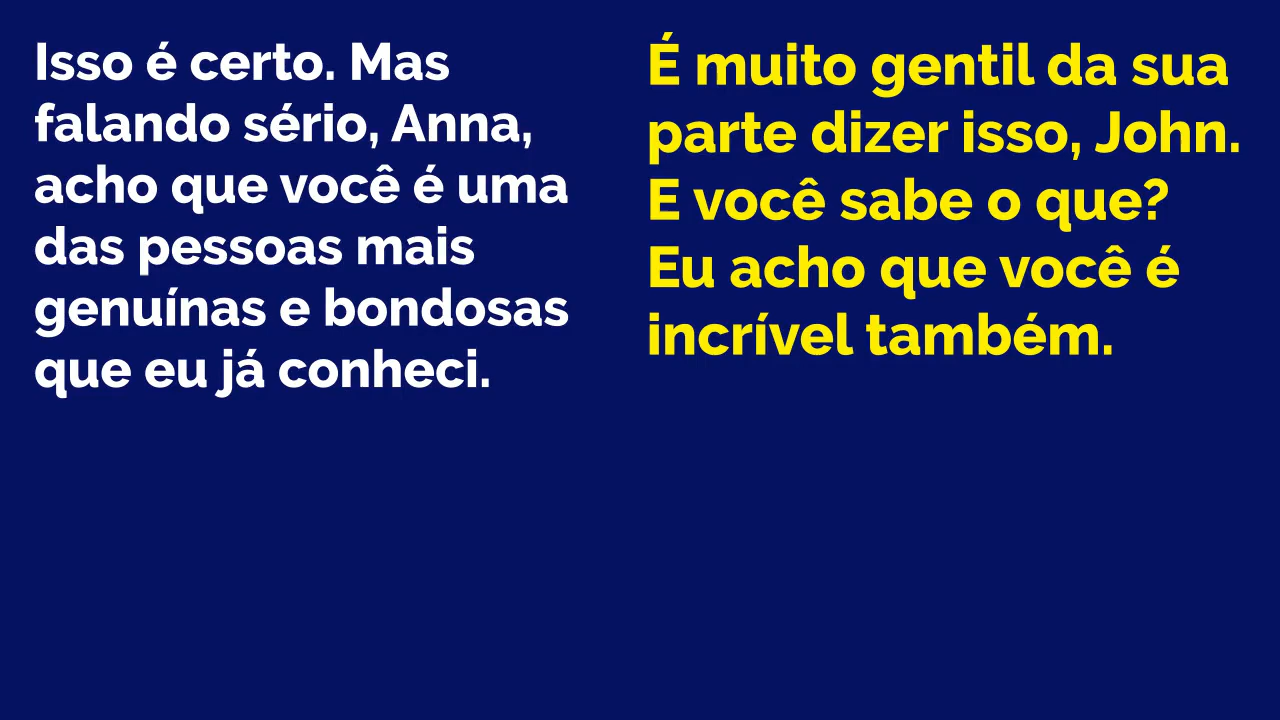 Isso é certo. Mas
falando sério, Anna,
acho que você é uma
das pessoas mais
genuínas e bondosas
que eu já conheci.
É muito gentil da sua
parte dizer isso, John.
E você sabe o que?
Eu acho que você é
incrível também.